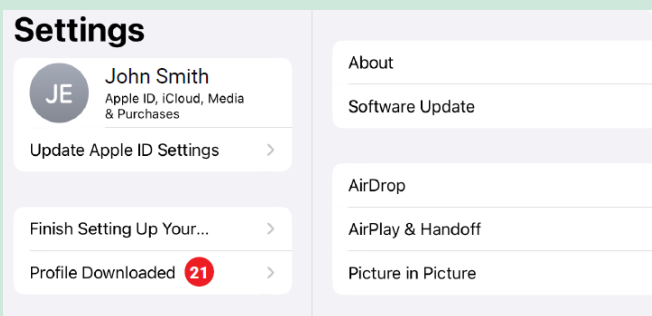 Settings
JE
John Smith
Apple ID, iCloud, Media
& Purchases
Update Apple ID Settings
Finish Setting Up Your...
Profile Downloaded 21
About
Software Update
AirDrop
AirPlay & Handoff
Picture in Picture